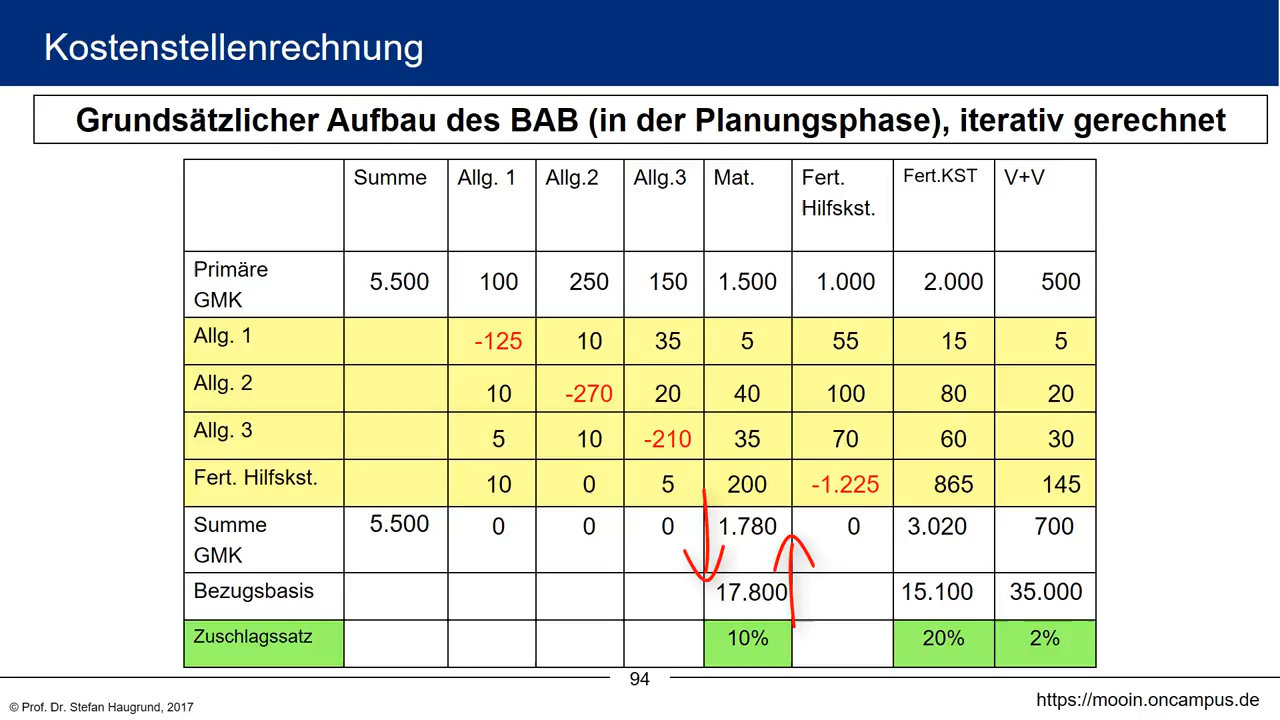 Kostenstellenrechnung
Grundsätzlicher Aufbau des BAB (in der Planungsphase), iterativ gerechnet
Summe Allg. 1 Allg.2 Allg.3 Mat. Fert. Fert.KST V+V
Hilfskst.
Primäre
GMK 5.500 100 250 150 1.500 1.000 2.000 500
Allg. 1 -125 10 35 5 55 15 5
Allg. 2 10 -270 20 40 100 80 20
Allg. 3 5 10 -210 35 70 60 30
Fert. Hilfskst. 10 0 5 200 -1.225 865 145
Summe 5.500 0 0 0 1.780 0 3.020 700
GMK
Bezugsbasis 17.800 15.100 35.000
Zuschlagssatz 10% 20% 2%
94
© Prof. Dr. Stefan Haugrund, 2017
https://mooin.oncampus.de